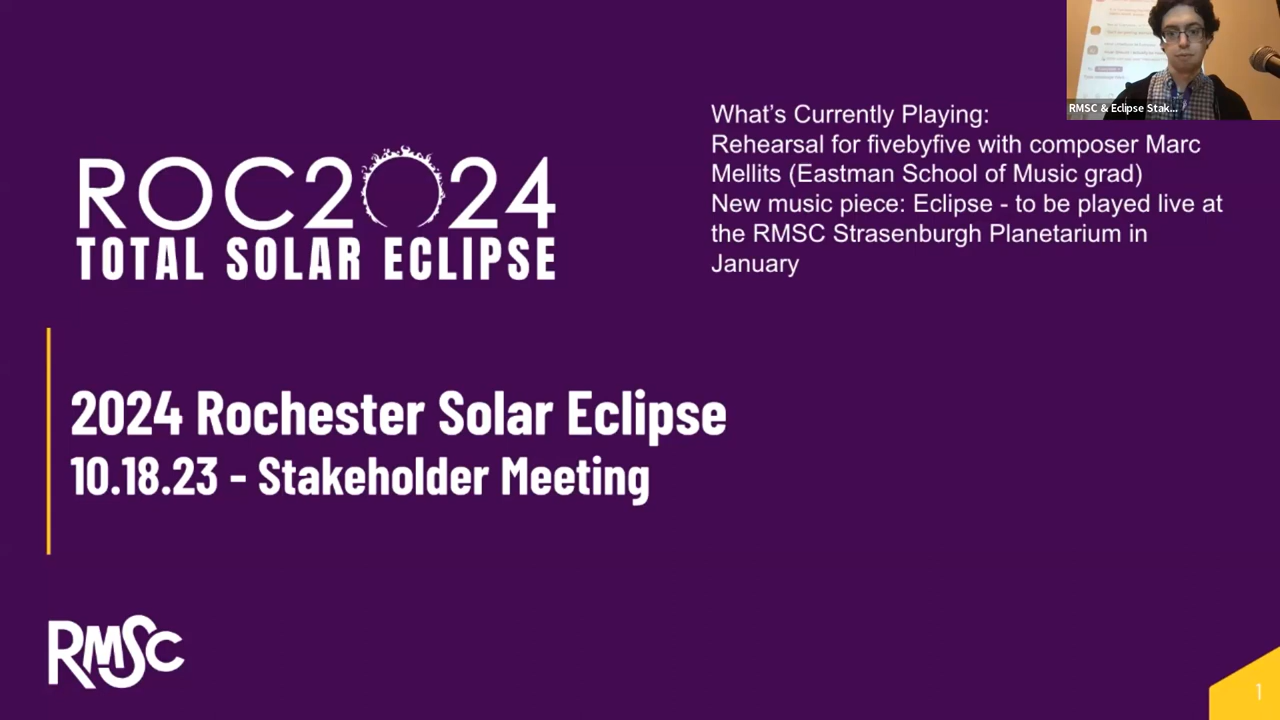 RMSC & Eclipse Stak...
What's Currently Playing:
Rehearsal for fivebyfive with composer Marc
Mellits (Eastman School of Music grad)
New music piece: Eclipse - to be played live at
the RMSC Strasenburgh Planetarium in
January
ROC2024
TOTAL SOLAR ECLIPSE
2024 Rochester Solar Eclipse
10.18.23 - Stakeholder Meeting
RMSC
1